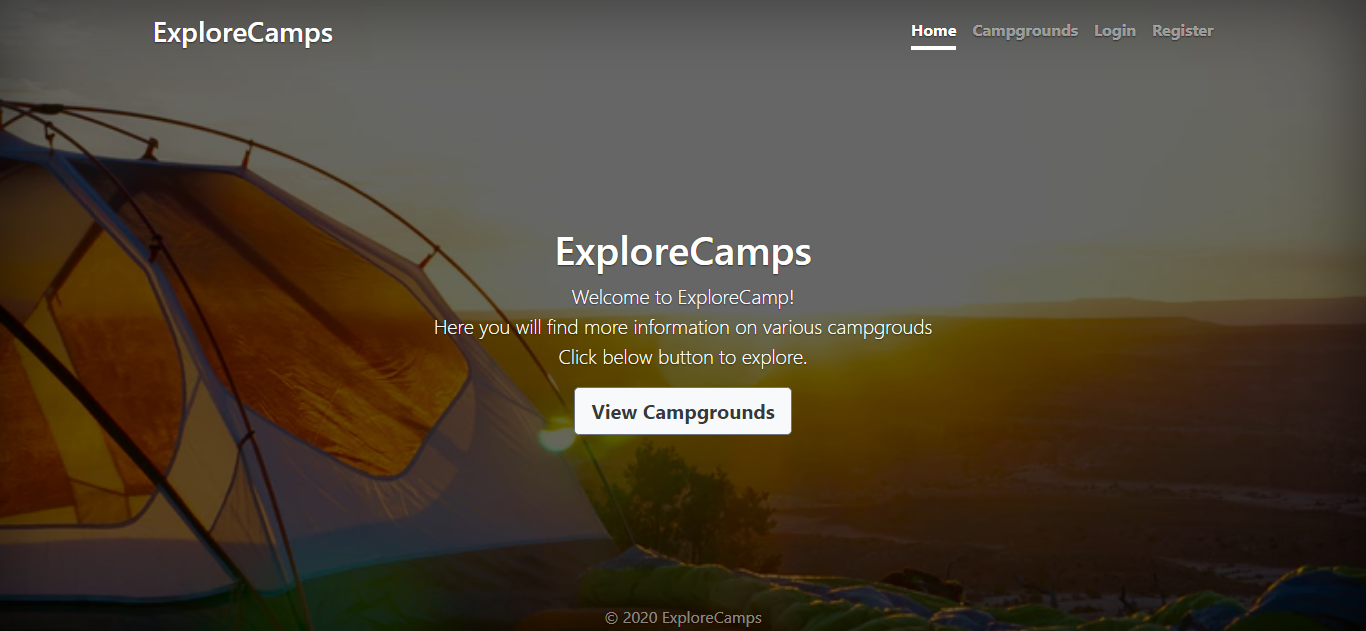 ExploreCamps
Home Campgrounds Login Register
ExploreCamps
Welcome to ExploreCamp!
Here you will find more information on various campgrouds
Click below button to explore.
View Campgrounds
© 2020 ExploreCamps